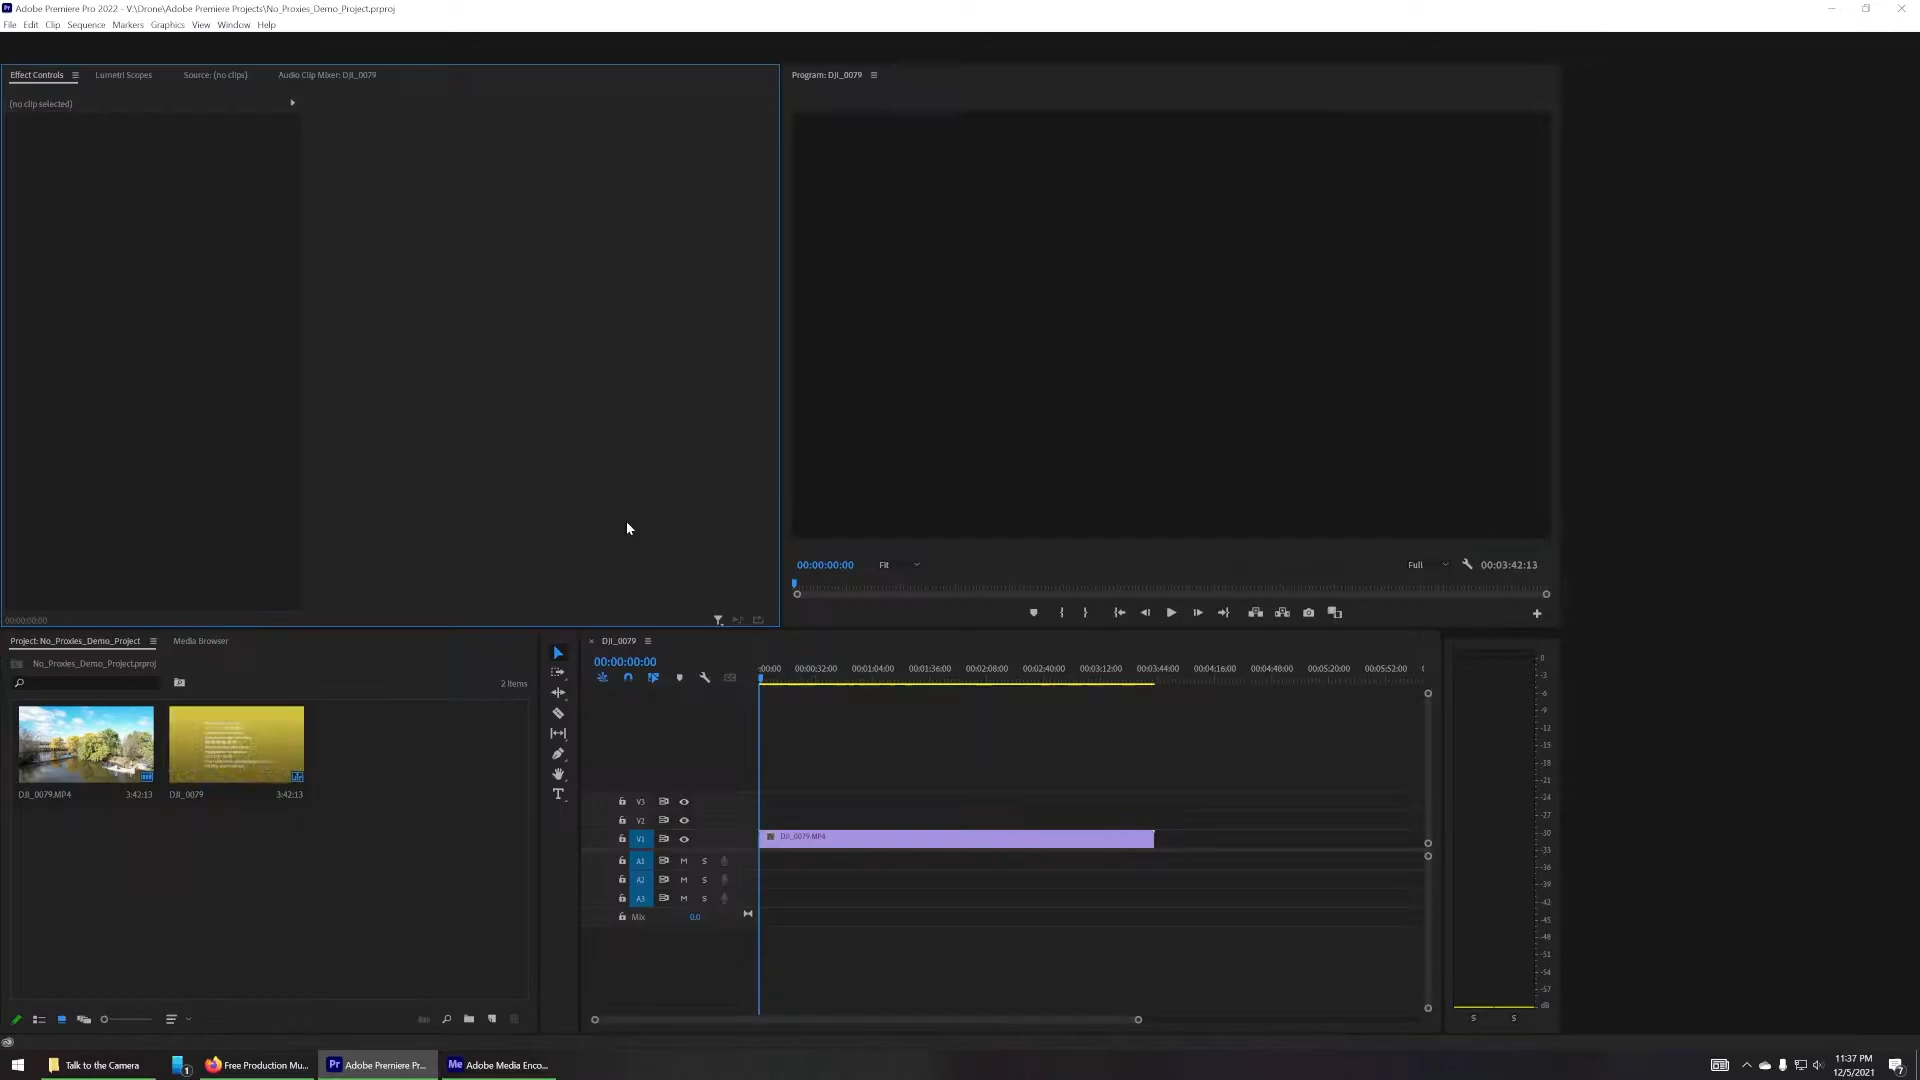 Adobe Premiere Pro 2022 - V:\Drone\Adobe Premiere Projects\No_Proxies_Demo_Project.prproj
File Edit Clip Sequence Markers Graphics View Window Help
Effect Controls Lumetri Scopes Source: (no clips) Audio Clip Mixer: DJI_0079
Program: DJI_0079
(no clip selected)
00:00:00:00 Fit Full 00:03:42:13
00:00:00:00
Project: No_Proxies_Demo_Project Media Browser
No_Proxies_Demo_Project.prproj
2 Items
DJI_0079.MP4 3:42:13
DJI_0079 3:42:13
DJI_0079
00:00:00:00
:00:00 00:00:32:00 00:01:04:00 00:01:36:00 00:02:08:00 00:02:40:00 00:03:12:00 00:03:44:00 00:04:16:00 00:04:48:00 00:05:20:00 00:05:52:00
V3
V2
V1 DJI_0079.MP4
A1 M S
A2 M S
A3 M S
Mix 0.0
0
-3
-6
-9
-12
-15
-18
-21
-24
-27
-30
-33
-36
-39
-42
-45
-48
-51
-54
-57
dB
S S
Talk to the Camera
1
Free Production Mu...
Pr Adobe Premiere Pr...
Me Adobe Media Enco...
11:37 PM
12/5/2021
7